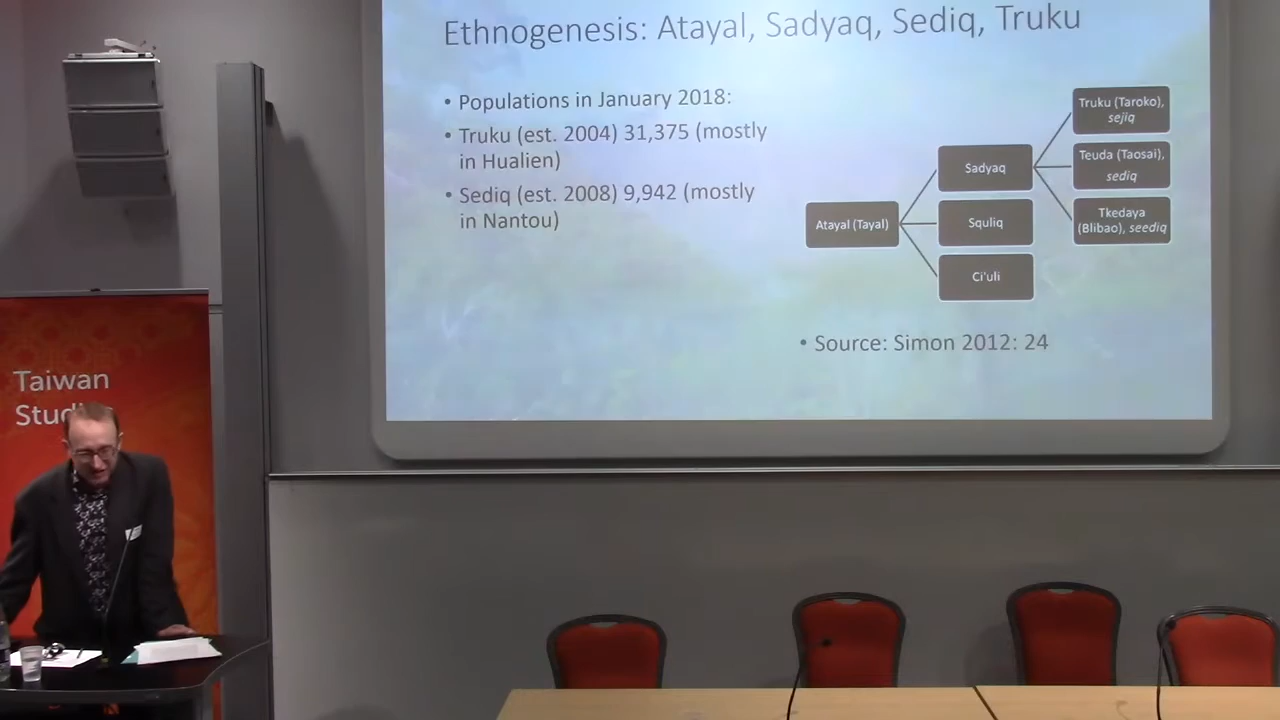 Ethnogenesis: Atayal, Sadyaq, Sediq, Truku
• Populations in January 2018:
• Truku (est. 2004) 31,375 (mostly
in Hualien)
• Sediq (est. 2008) 9,942 (mostly
in Nantou)
Atayal (Tayal)
Sadyaq
Squliq
Ci'uli
Truku (Taroko),
sejiq
Teuda (Taosai),
sediq
Tkedaya
(Blibao), seediq
• Source: Simon 2012: 24
Taiwan